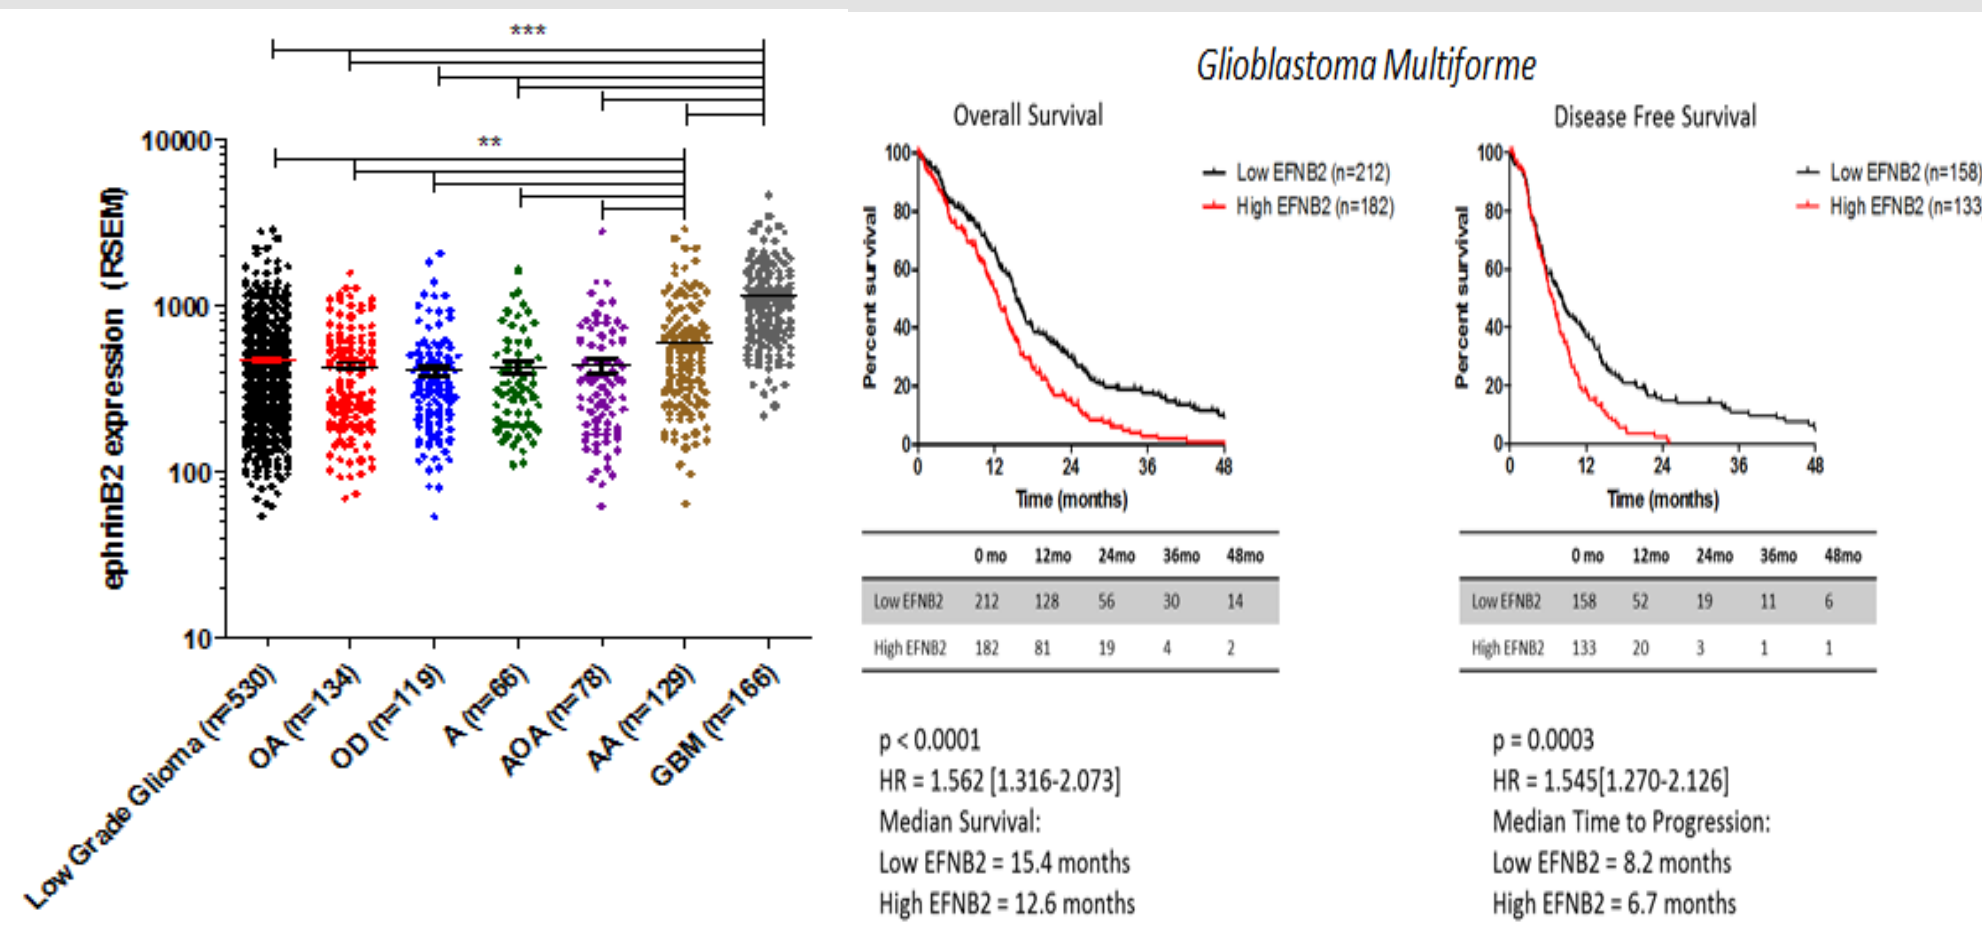 ***
**
ephrinB2 expression (RSEM)
10000
1000
100
10
Low Grade Glioma (n=530)
OA (n=134)
OD (n=119)
A (n=66)
AOA (n=78)
AA (n=129)
GBM (n=166)
Glioblastoma Multiforme
Overall Survival
Percent survival
100
80
60
40
20
0
0 12 24 36 48
Time (months)
Low EFNB2 (n=212)
High EFNB2 (n=182)
0 mo 12mo 24mo 36mo 48mo
Low EFNB2 212 128 56 30 14
High EFNB2 182 81 19 4 2
p < 0.0001
HR = 1.562 [1.316-2.073]
Median Survival:
Low EFNB2 = 15.4 months
High EFNB2 = 12.6 months
Disease Free Survival
Percent survival
100
80
60
40
20
0
0 12 24 36 48
Time (months)
Low EFNB2 (n=158)
High EFNB2 (n=133
0 mo 12mo 24mo 36mo 48mo
Low EFNB2 158 52 19 11 6
High EFNB2 133 20 3 1 1
p = 0.0003
HR = 1.545[1.270-2.126]
Median Time to Progression:
Low EFNB2 = 8.2 months
High EFNB2 = 6.7 months